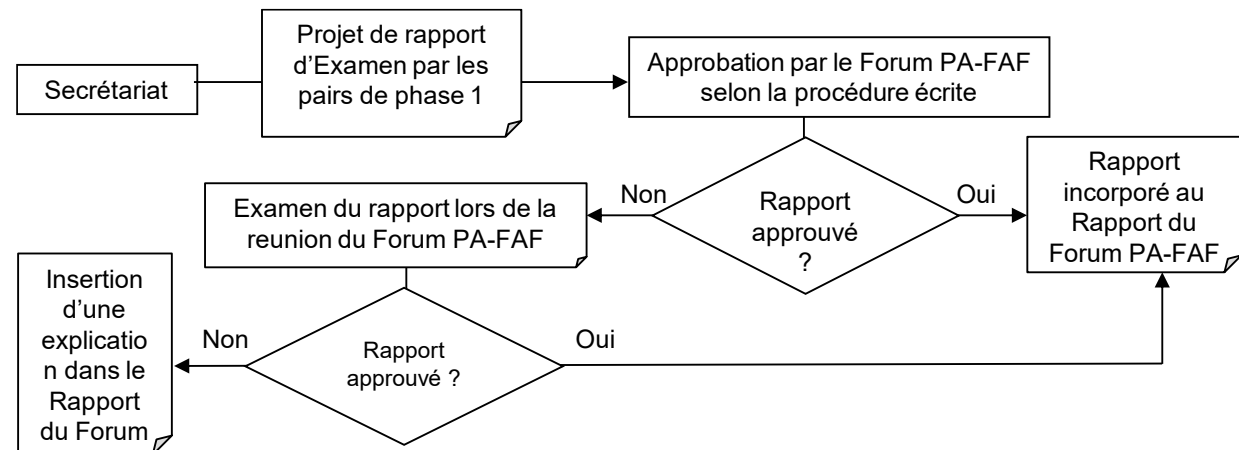 Secrétariat
Projet de rapport
d'Examen par les
pairs de phase 1
Approbation par le Forum PA-FAF
selon la procédure écrite
Rapport
approuvé
?
Non
Oui
Rapport
incorporé au
Rapport du
Forum PA-FAF
Examen du rapport lors de la
reunion du Forum PA-FAF
Rapport
approuvé ?
Non
Oui
Insertion
d'une
explicatio
n dans le
Rapport
du Forum